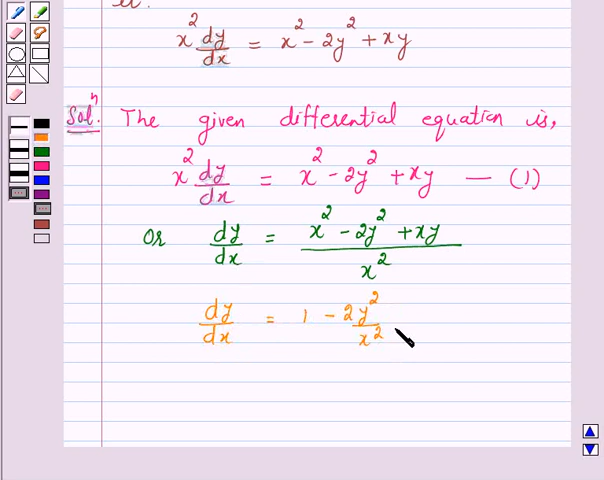 x² dy/dx = x² - 2y² + xy
Solⁿ. The given differential equation is,
x² dy/dx = x² - 2y² + xy — (1)
or dy/dx = (x² - 2y² + xy)/x²
dy/dx = 1 - 2y²/x²